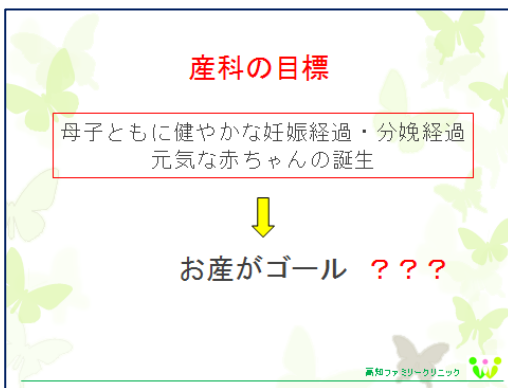 産科の目標
母子ともに健やかな妊娠経過・分娩経過
元気な赤ちゃんの誕生
お産がゴール ？？？
高知ファミリークリニック